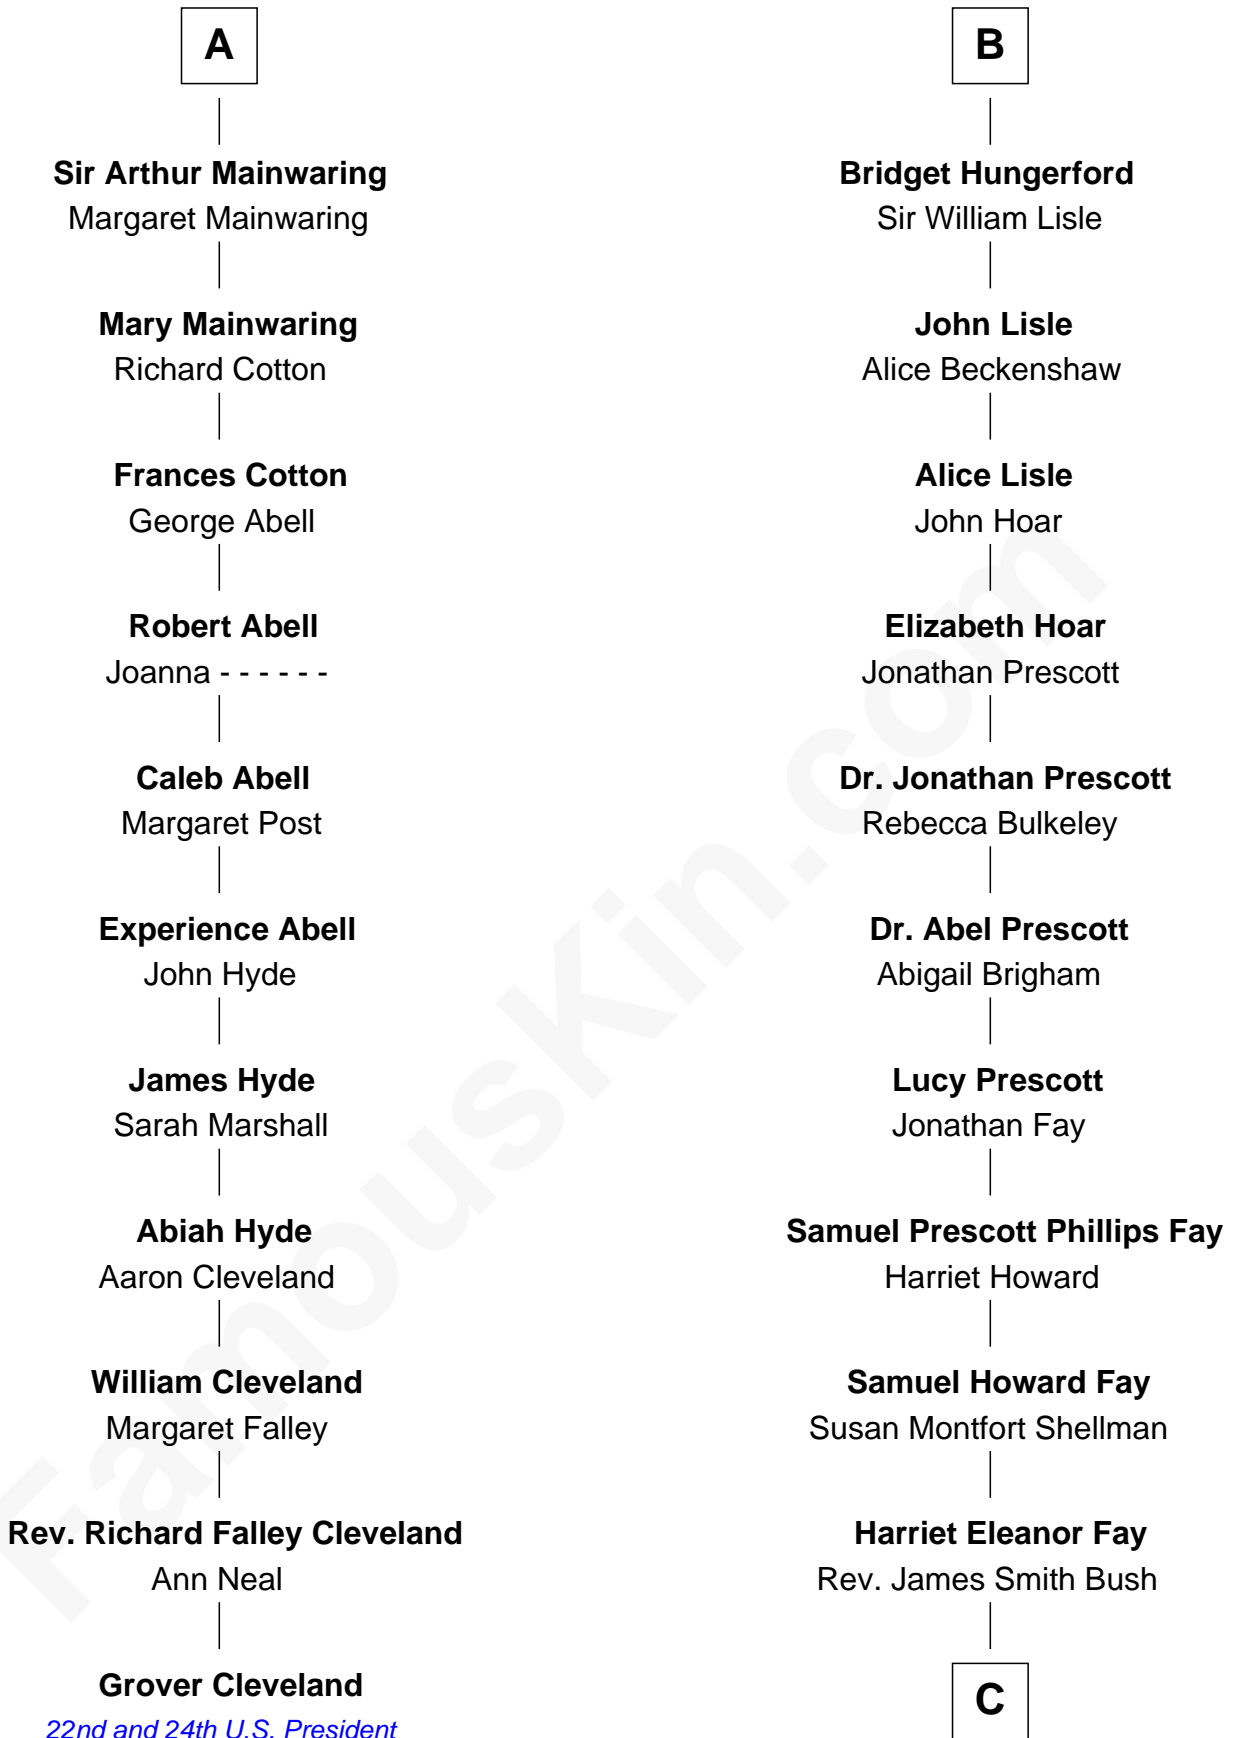 A
Sir Arthur Mainwaring
Margaret Mainwaring
Mary Mainwaring
Richard Cotton
Frances Cotton
George Abell
Robert Abell
Joanna - - - - - -
Caleb Abell
Margaret Post
Experience Abell
John Hyde
James Hyde
Sarah Marshall
Abiah Hyde
Aaron Cleveland
William Cleveland
Margaret Falley
Rev. Richard Falley Cleveland
Ann Neal
Grover Cleveland
22nd and 24th U.S. President
B
Bridget Hungerford
Sir William Lisle
John Lisle
Alice Beckenshaw
Alice Lisle
John Hoar
Elizabeth Hoar
Jonathan Prescott
Dr. Jonathan Prescott
Rebecca Bulkeley
Dr. Abel Prescott
Abigail Brigham
Lucy Prescott
Jonathan Fay
Samuel Prescott Phillips Fay
Harriet Howard
Samuel Howard Fay
Susan Montfort Shellman
Harriet Eleanor Fay
Rev. James Smith Bush
C
FamousKin.com